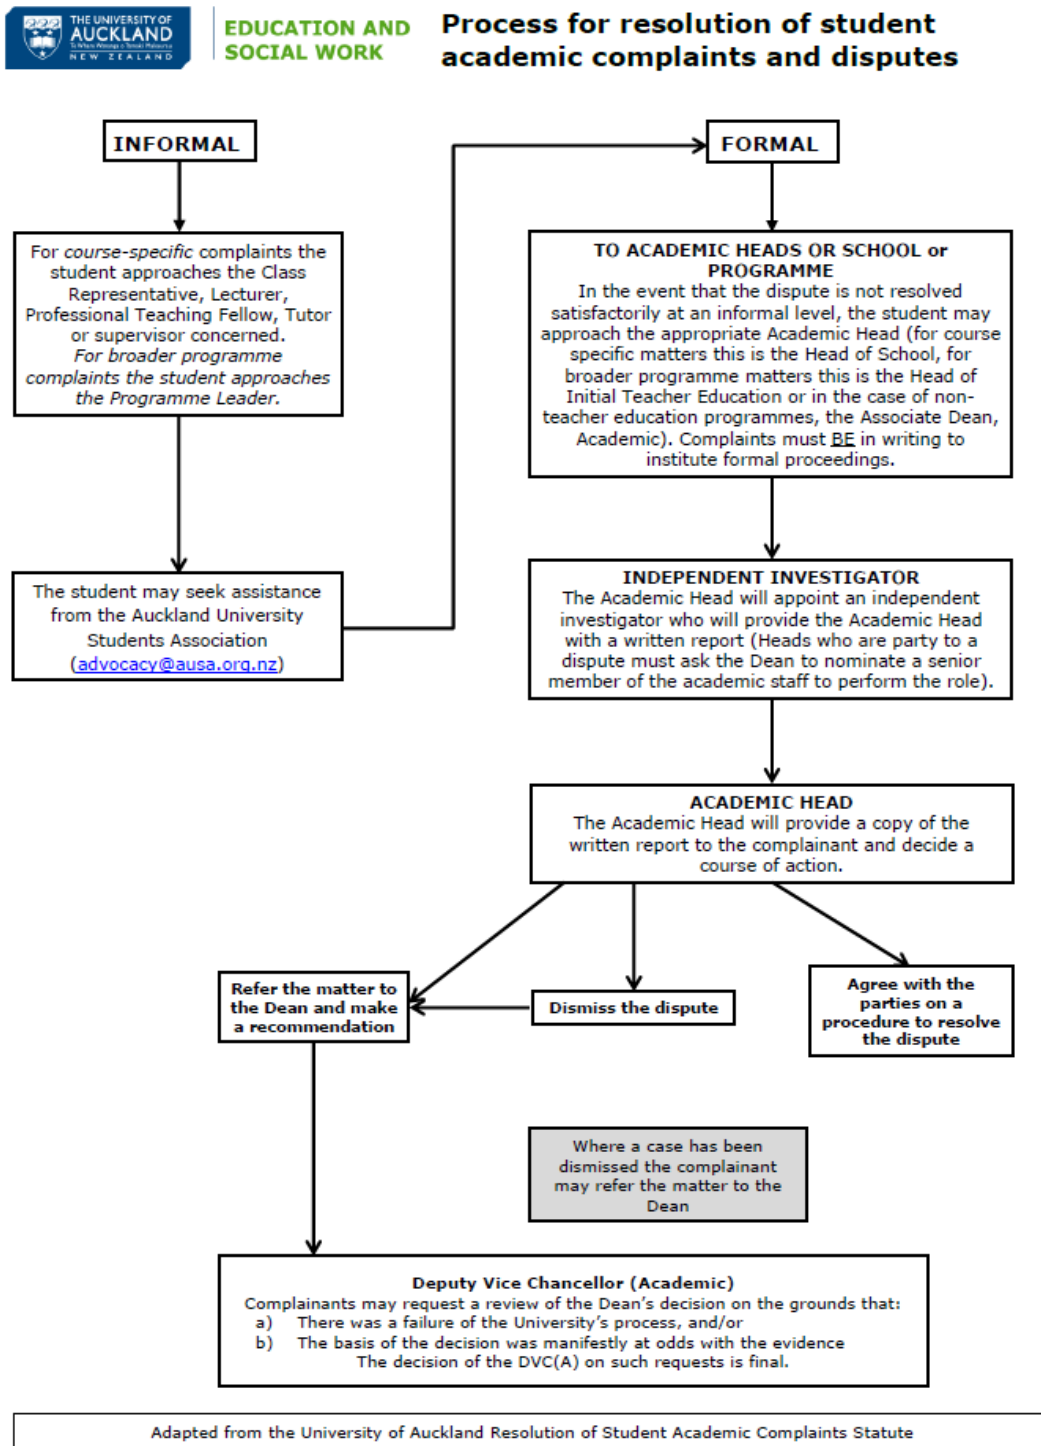 THE UNIVERSITY OF
AUCKLAND
Te Whare Wānanga o Tāmaki Makaurau
NEW ZEALAND
EDUCATION AND
SOCIAL WORK
Process for resolution of student
academic complaints and disputes
INFORMAL
For course-specific complaints the
student approaches the Class
Representative, Lecturer,
Professional Teaching Fellow, Tutor
or supervisor concerned.
For broader programme
complaints the student approaches
the Programme Leader.
The student may seek assistance
from the Auckland University
Students Association
(advocacy@ausa.org.nz)
FORMAL
TO ACADEMIC HEADS OR SCHOOL or
PROGRAMME
In the event that the dispute is not resolved
satisfactorily at an informal level, the student may
approach the appropriate Academic Head (for course
specific matters this is the Head of School, for
broader programme matters this is the Head of
Initial Teacher Education or in the case of non-
teacher education programmes, the Associate Dean,
Academic). Complaints must BE in writing to
institute formal proceedings.
INDEPENDENT INVESTIGATOR
The Academic Head will appoint an independent
investigator who will provide the Academic Head
with a written report (Heads who are party to a
dispute must ask the Dean to nominate a senior
member of the academic staff to perform the role).
ACADEMIC HEAD
The Academic Head will provide a copy of the
written report to the complainant and decide a
course of action.
Refer the matter to
the Dean and make
a recommendation
Dismiss the dispute
Agree with the
parties on a
procedure to resolve
the dispute
Where a case has been
dismissed the complainant
may refer the matter to the
Dean
Deputy Vice Chancellor (Academic)
Complainants may request a review of the Dean's decision on the grounds that:
a) There was a failure of the University's process, and/or
b) The basis of the decision was manifestly at odds with the evidence
The decision of the DVC(A) on such requests is final.
Adapted from the University of Auckland Resolution of Student Academic Complaints Statute